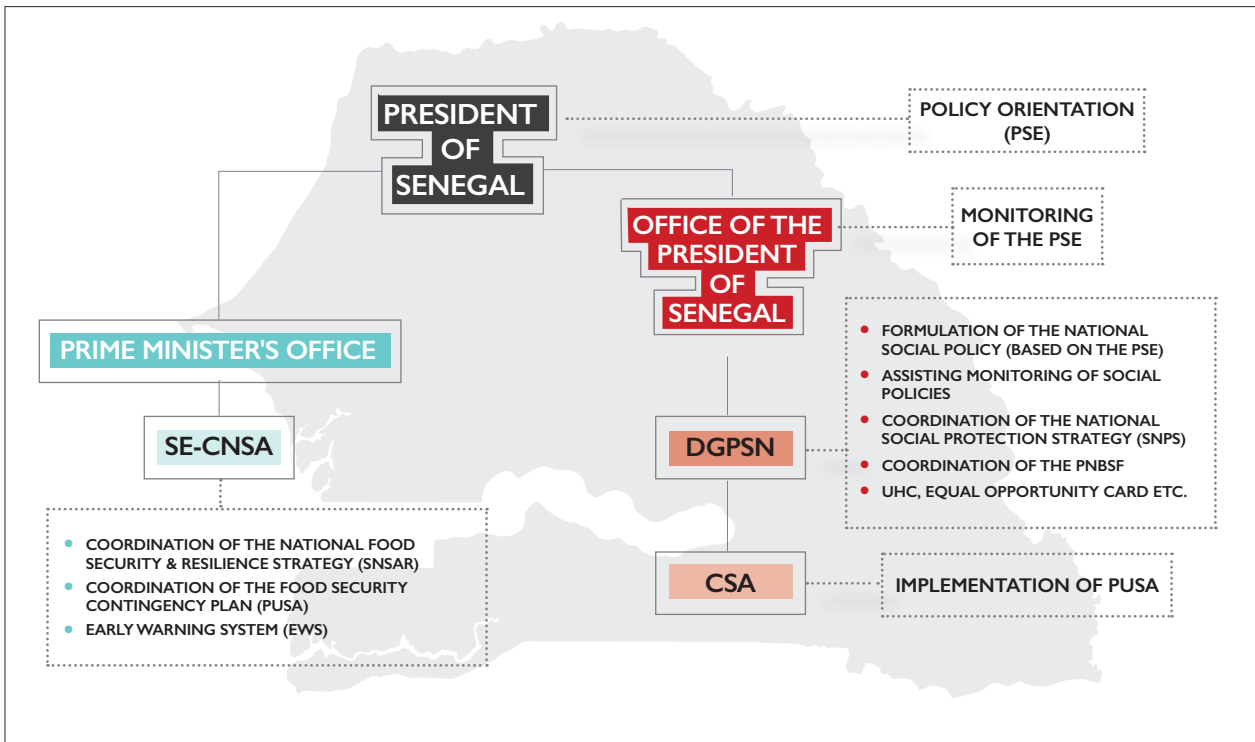 PRESIDENT
OF
SENEGAL
POLICY ORIENTATION
(PSE)
OFFICE OF THE
PRESIDENT
OF
SENEGAL
MONITORING
OF THE PSE
PRIME MINISTER'S OFFICE
SE-CNSA
COORDINATION OF THE NATIONAL FOOD
SECURITY & RESILIENCE STRATEGY (SNSAR)
COORDINATION OF THE FOOD SECURITY
CONTINGENCY PLAN (PUSA)
EARLY WARNING SYSTEM (EWS)
DGPSN
FORMULATION OF THE NATIONAL
SOCIAL POLICY (BASED ON THE PSE)
ASSISTING MONITORING OF SOCIAL
POLICIES
COORDINATION OF THE NATIONAL
SOCIAL PROTECTION STRATEGY (SNPS)
COORDINATION OF THE PNBSF
UHC, EQUAL OPPORTUNITY CARD ETC.
CSA
IMPLEMENTATION OF PUSA